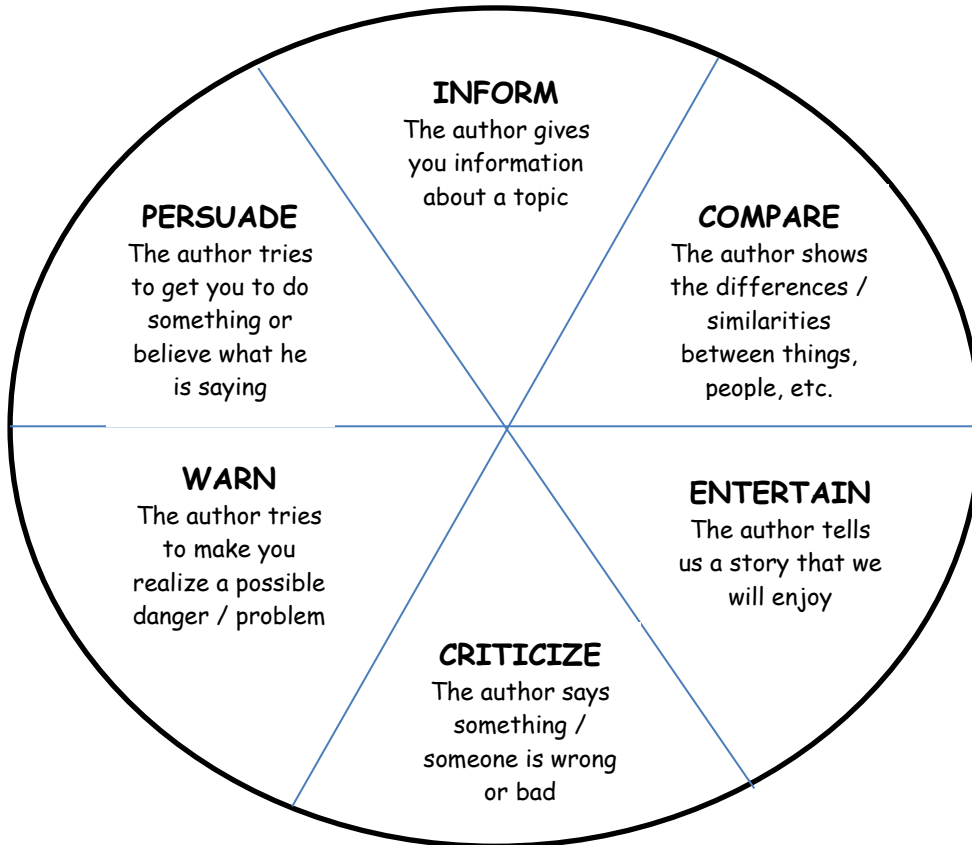 INFORM
The author gives
you information
about a topic
PERSUADE
The author tries
to get you to do
something or
believe what he
is saying
COMPARE
The author shows
the differences /
similarities
between things,
people, etc.
WARN
The author tries
to make you
realize a possible
danger / problem
ENTERTAIN
The author tells
us a story that we
will enjoy
CRITICIZE
The author says
something /
someone is wrong
or bad